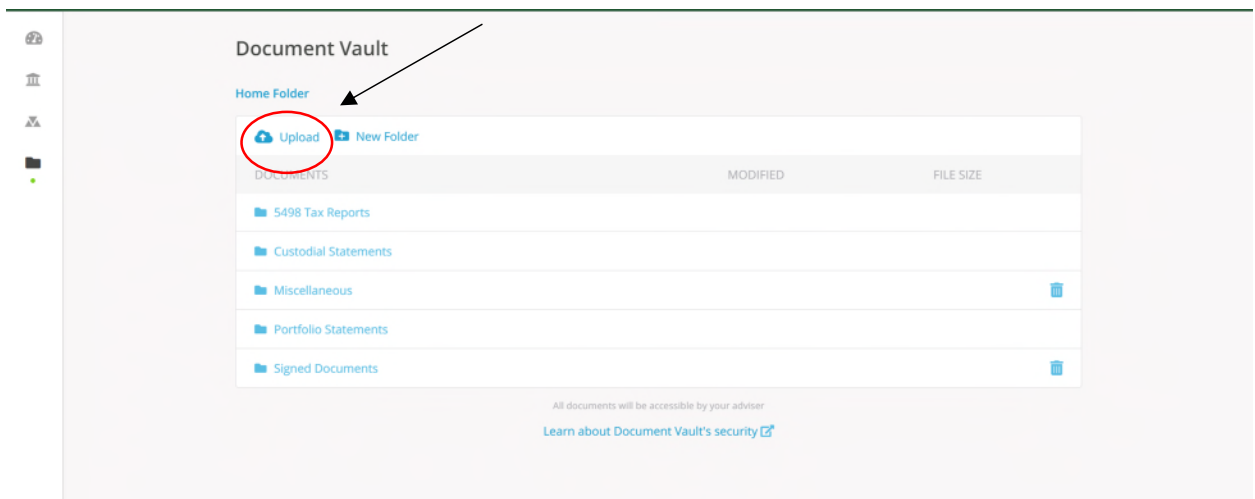 Document Vault
Home Folder
Upload New Folder
DOCUMENTS MODIFIED FILE SIZE
5498 Tax Reports
Custodial Statements
Miscellaneous
Portfolio Statements
Signed Documents
All documents will be accessible by your adviser
Learn about Document Vault's security